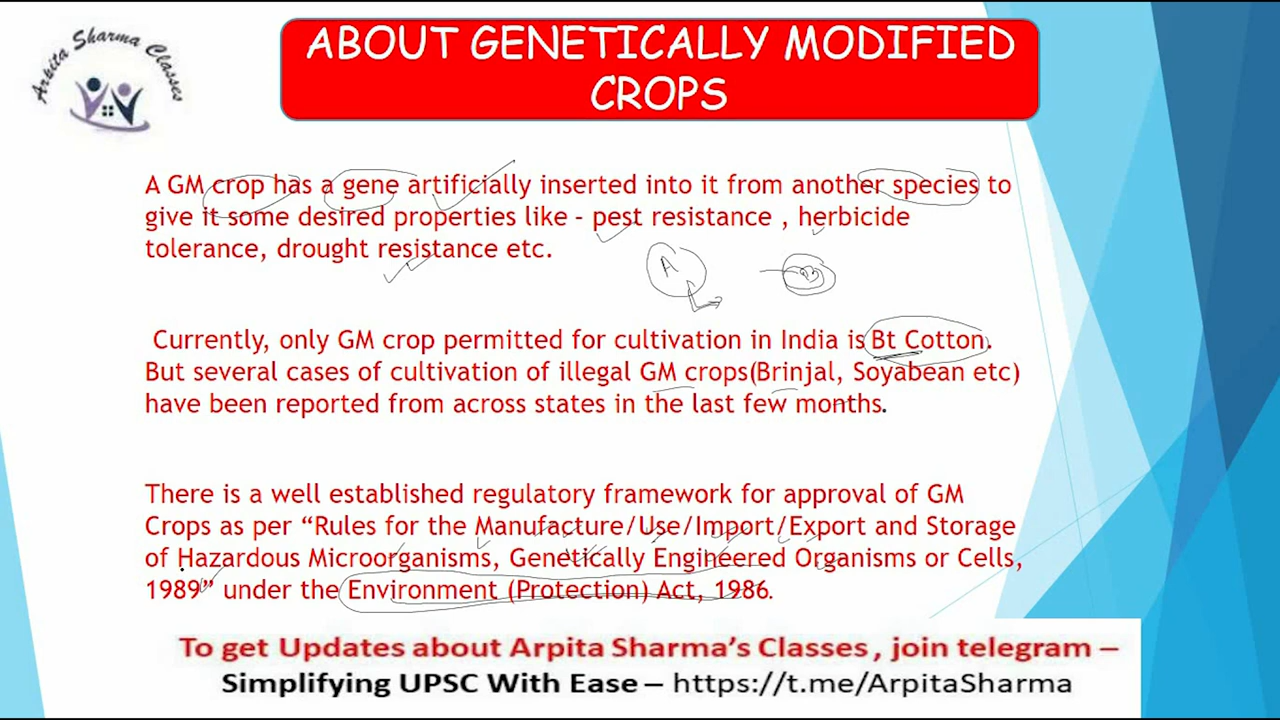 Arpita Sharma Classes
ABOUT GENETICALLY MODIFIED
CROPS
A GM crop has a gene artificially inserted into it from another species to
give it some desired properties like - pest resistance , herbicide
tolerance, drought resistance etc.
A
B
Currently, only GM crop permitted for cultivation in India is Bt Cotton.
But several cases of cultivation of illegal GM crops(Brinjal, Soyabean etc)
have been reported from across states in the last few months.
There is a well established regulatory framework for approval of GM
Crops as per “Rules for the Manufacture/Use/Import/Export and Storage
of Hazardous Microorganisms, Genetically Engineered Organisms or Cells,
1989” under the Environment (Protection) Act, 1986.
To get Updates about Arpita Sharma’s Classes , join telegram –
Simplifying UPSC With Ease – https://t.me/ArpitaSharma